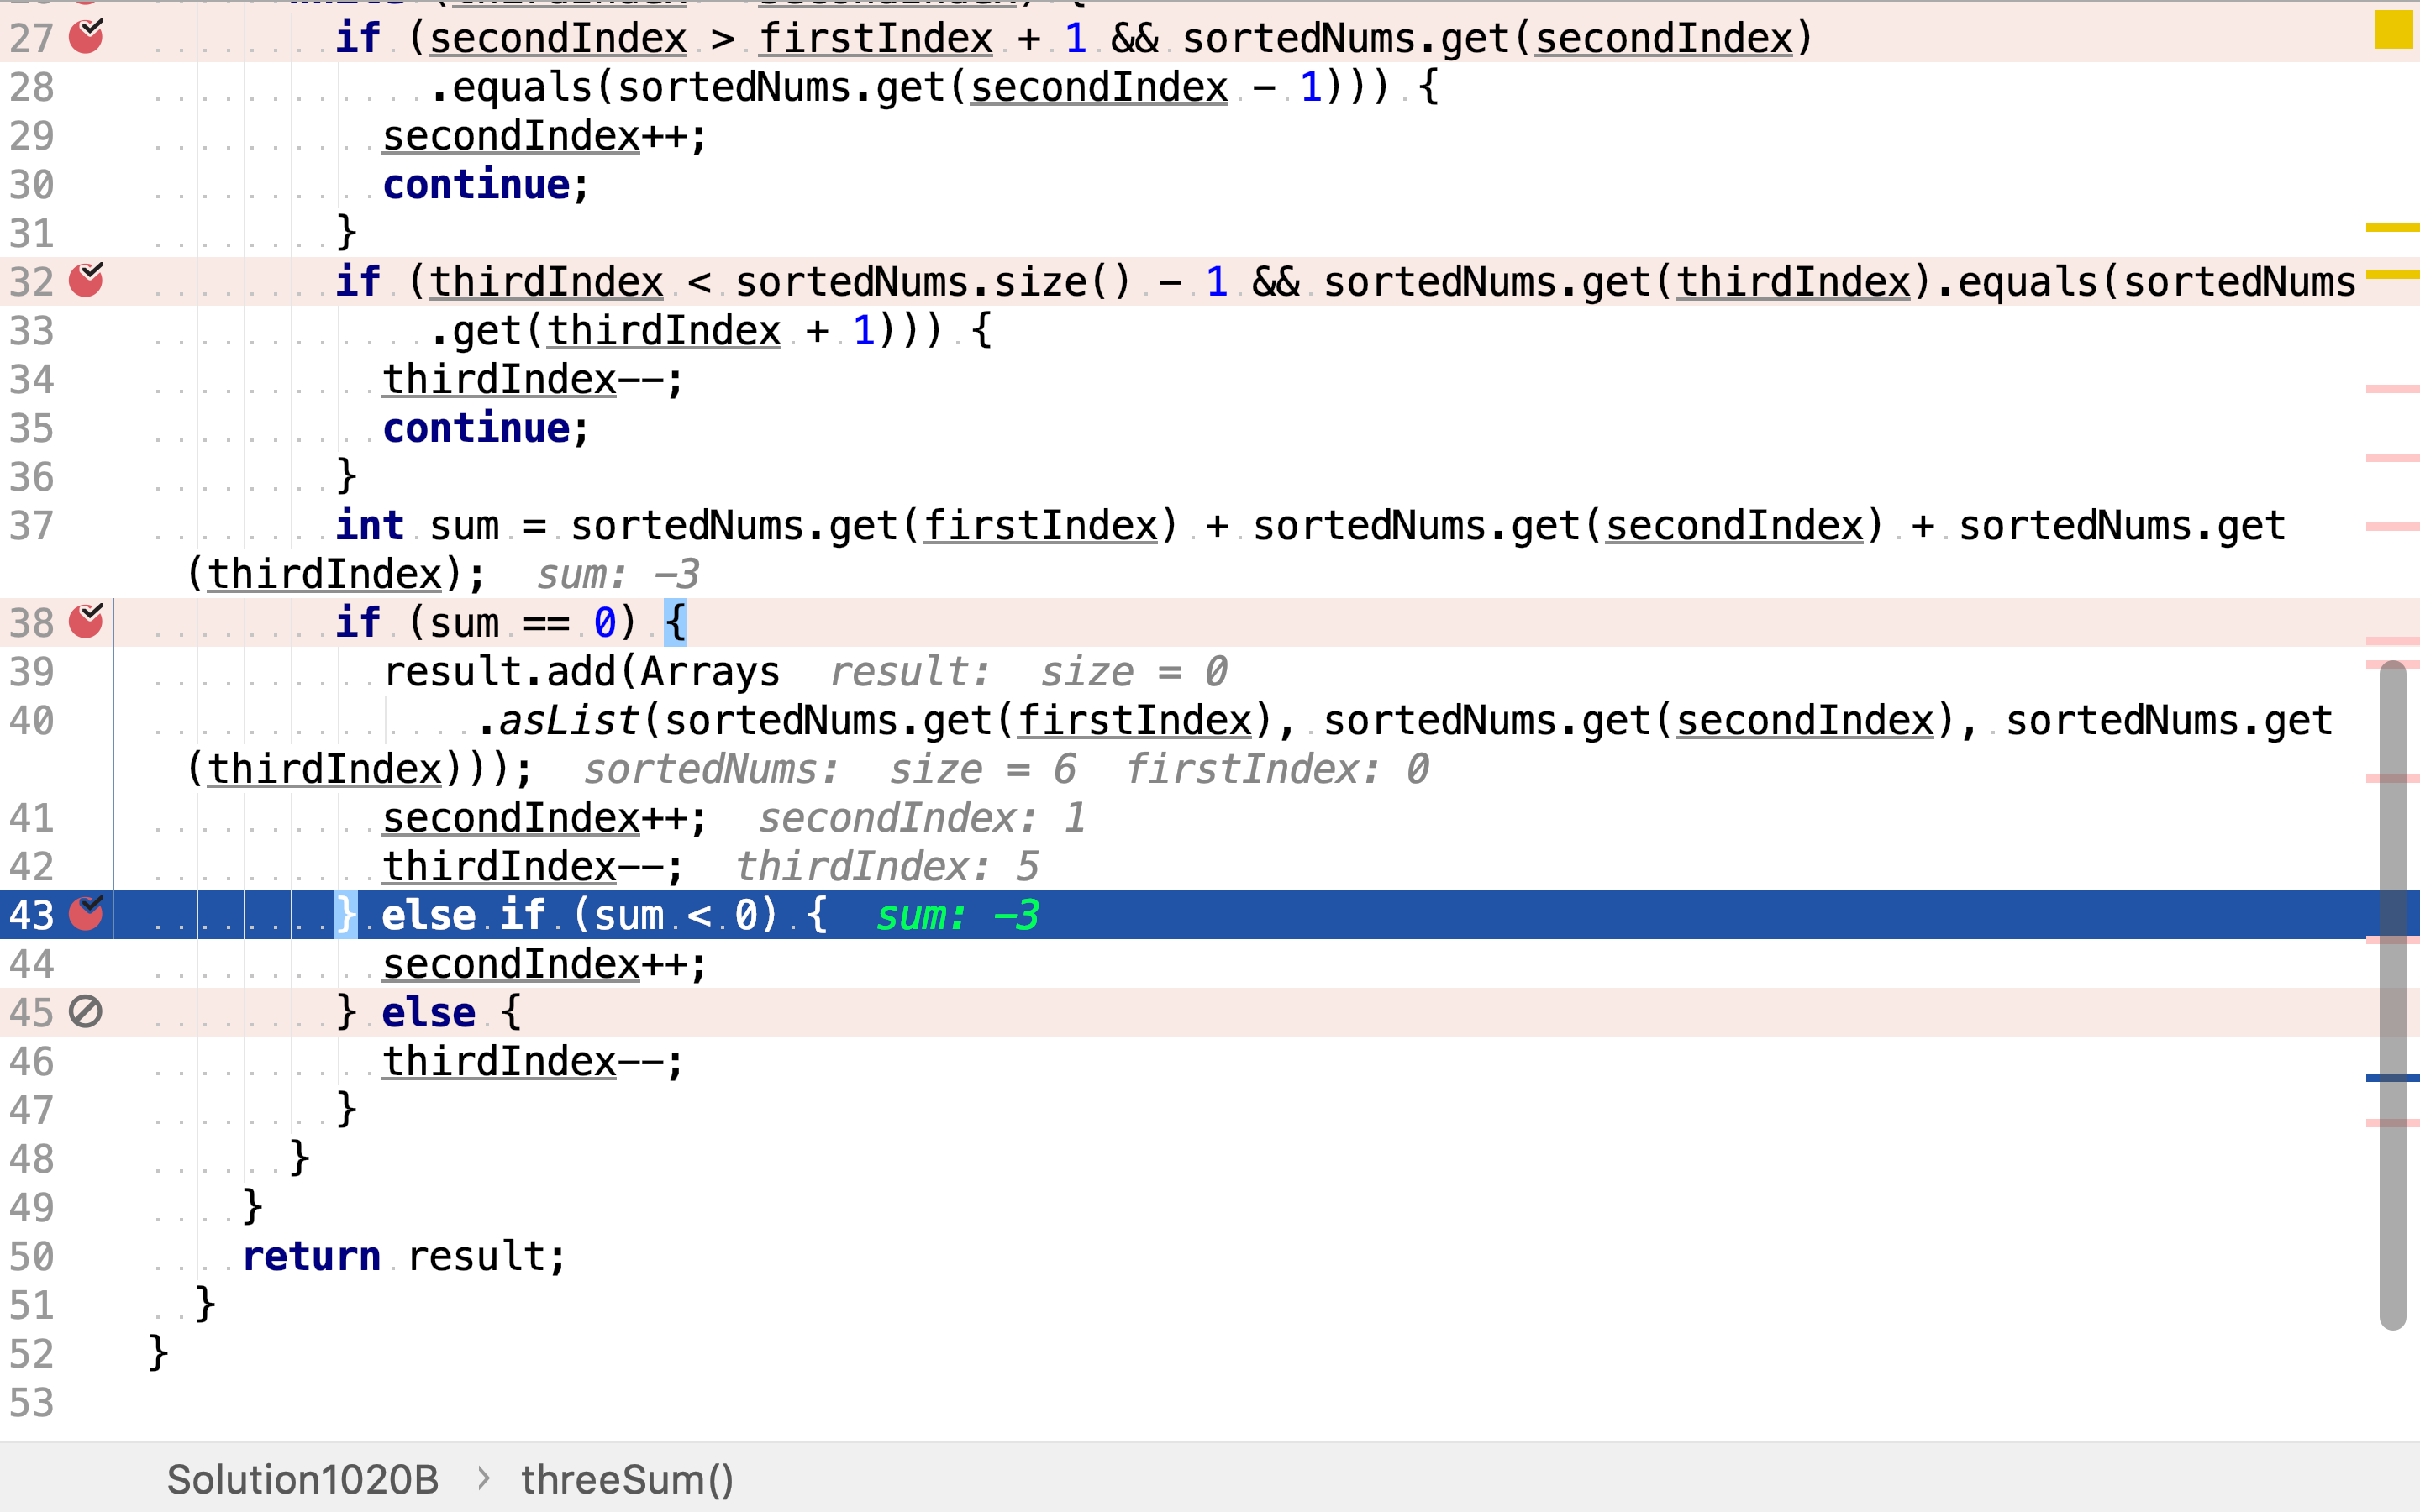 27 if (secondIndex > firstIndex + 1 && sortedNums.get(secondIndex)
28 .equals(sortedNums.get(secondIndex - 1))) {
29 secondIndex++;
30 continue;
31 }
32 if (thirdIndex < sortedNums.size() - 1 && sortedNums.get(thirdIndex).equals(sortedNums
33 .get(thirdIndex + 1))) {
34 thirdIndex--;
35 continue;
36 }
37 int sum = sortedNums.get(firstIndex) + sortedNums.get(secondIndex) + sortedNums.get
(thirdIndex); sum: -3
38 if (sum == 0) {
39 result.add(Arrays result: size = 0
40 .asList(sortedNums.get(firstIndex), sortedNums.get(secondIndex), sortedNums.get
(thirdIndex))); sortedNums: size = 6 firstIndex: 0
41 secondIndex++; secondIndex: 1
42 thirdIndex--; thirdIndex: 5
43 } else if (sum < 0) { sum: -3
44 secondIndex++;
45 } else {
46 thirdIndex--;
47 }
48 }
49 }
50 return result;
51 }
52 }
53
Solution1020B > threeSum()